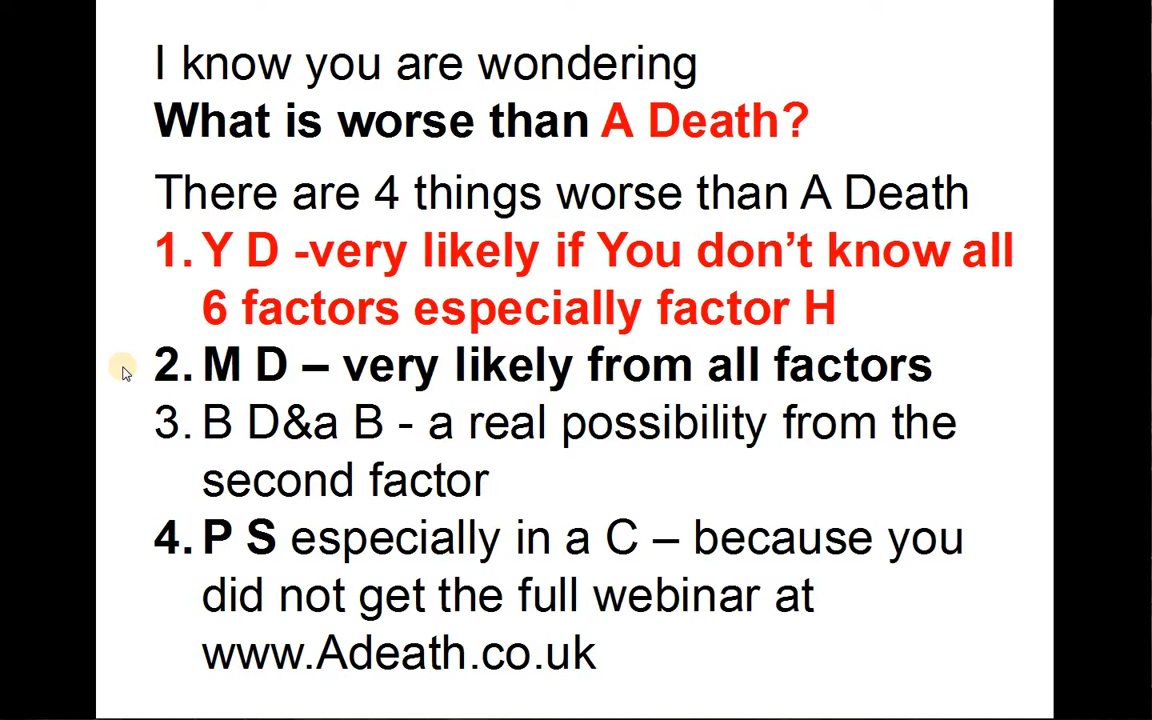 I know you are wondering
What is worse than A Death?
There are 4 things worse than A Death
1. Y D -very likely if You don’t know all
6 factors especially factor H
2. M D – very likely from all factors
3. B D&a B - a real possibility from the
second factor
4. P S especially in a C – because you
did not get the full webinar at
www.Adeath.co.uk